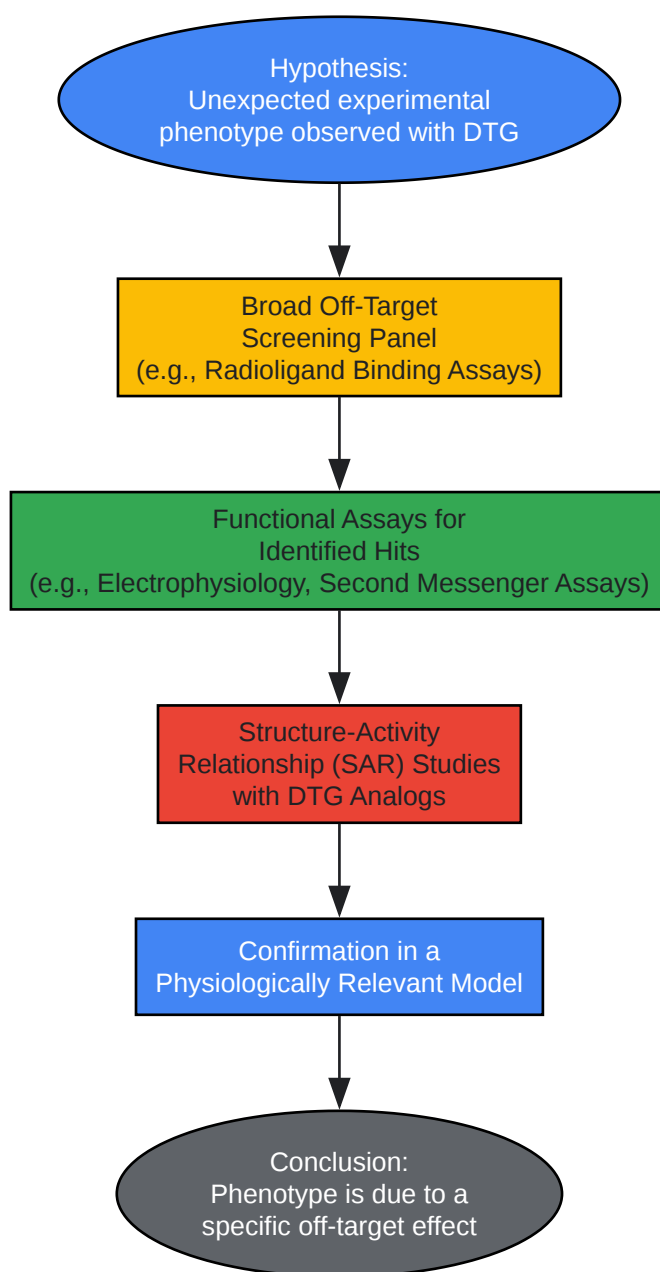 Hypothesis:
Unexpected experimental
phenotype observed with DTG
Broad Off-Target
Screening Panel
(e.g., Radioligand Binding Assays)
Functional Assays for
Identified Hits
(e.g., Electrophysiology, Second Messenger Assays)
Structure-Activity
Relationship (SAR) Studies
with DTG Analogs
Confirmation in a
Physiologically Relevant Model
Conclusion:
Phenotype is due to a
specific off-target effect